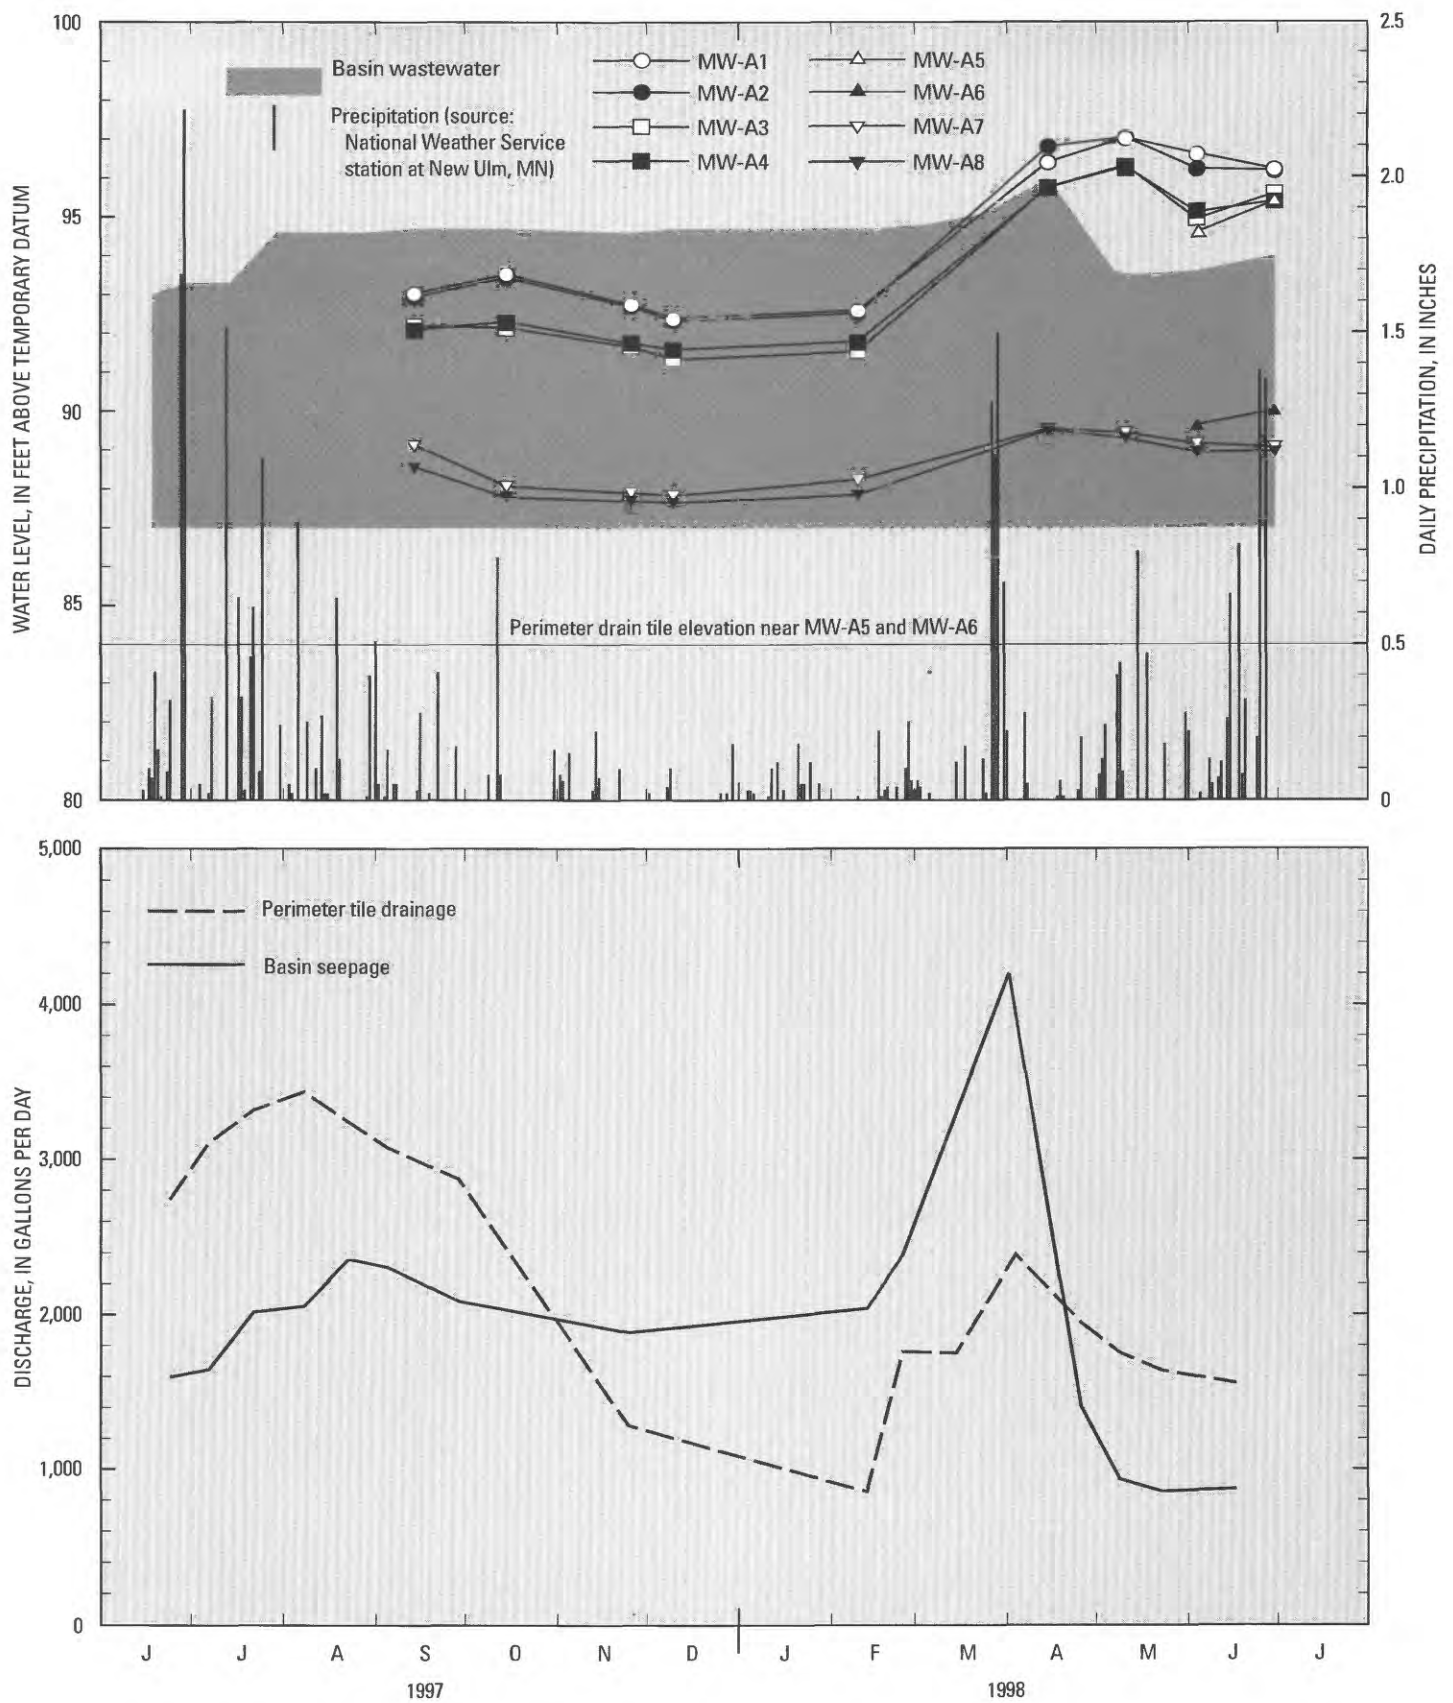 100
95
90
85
80
WATER LEVEL, IN FEET ABOVE TEMPORARY DATUM
2.5
2.0
1.5
1.0
0.5
0
DAILY PRECIPITATION, IN INCHES
Basin wastewater
Precipitation (source:
National Weather Service
station at New Ulm, MN)
MW-A1
MW-A2
MW-A3
MW-A4
MW-A5
MW-A6
MW-A7
MW-A8
Perimeter drain tile elevation near MW-A5 and MW-A6
5,000
4,000
3,000
2,000
1,000
0
DISCHARGE, IN GALLONS PER DAY
Perimeter tile drainage
Basin seepage
J J A S O N D J F M A M J J
1997 1998